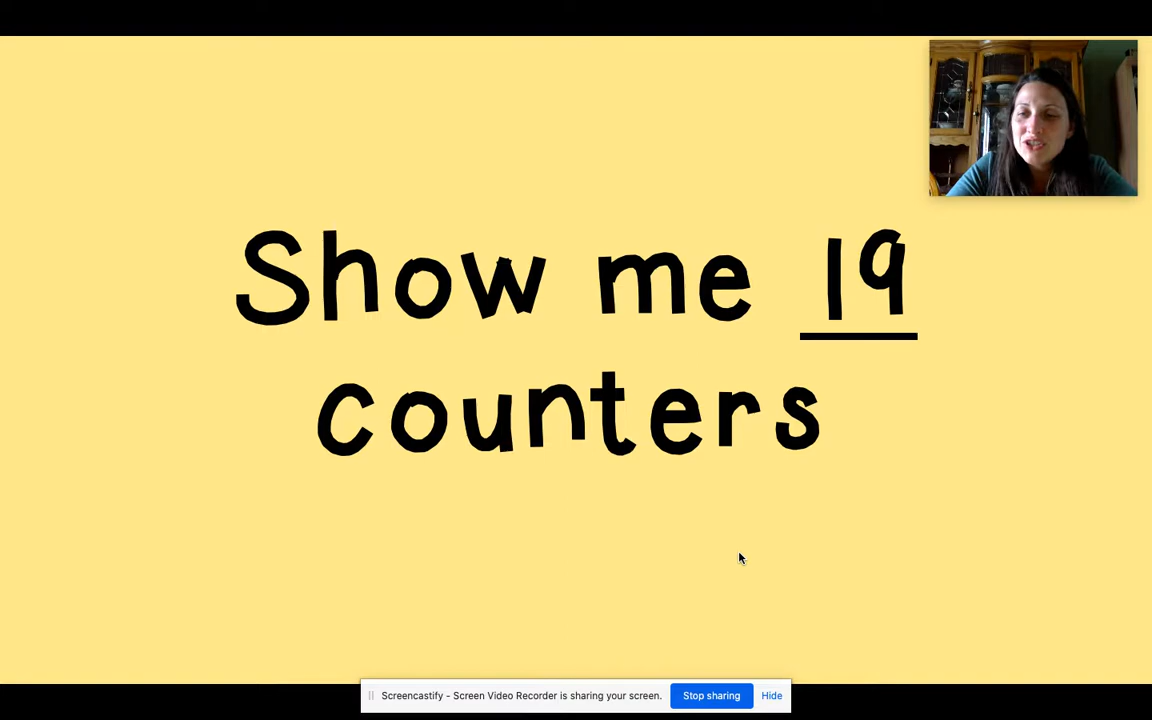 Show me 19
counters
Screencastify - Screen Video Recorder is sharing your screen. Stop sharing Hide